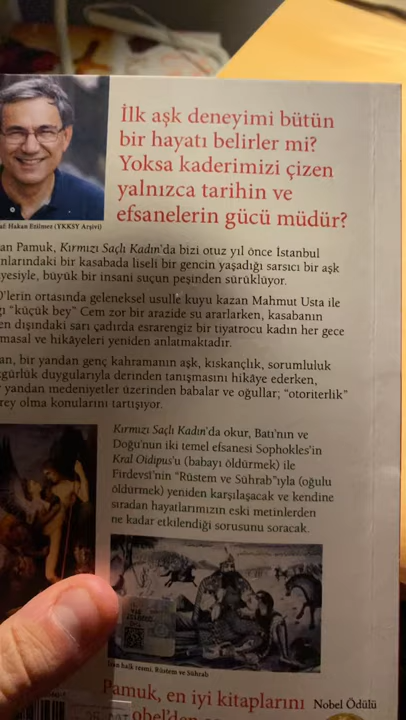 İlk aşk deneyimi bütün
bir hayatı belirler mi?
Yoksa kaderimizi çizen
yalnızca tarihin ve
efsanelerin gücü müdür?
Hakan Ezilmez (YKKSY Arşivi)
an Pamuk, Kırmızı Saçlı Kadın'da bizi otuz yıl önce İstanbul
nlarındaki bir kasabada liseli bir gencin yaşadığı sarsıcı bir aşk
yesiyle, büyük bir insani suçun peşinden sürüklüyor.
0'lerin ortasında geleneksel usulle kuyu kazan Mahmut Usta ile
ğı "küçük bey" Cem zor bir arazide su ararlarken, kasabanın
en dışındaki sarı çadırda esrarengiz bir tiyatrocu kadın her gece
masal ve hikâyeleri yeniden anlatmaktadır.
an, bir yandan genç kahramanın aşk, kıskançlık, sorumluluk
zgürlük duygularıyla derinden tanışmasını hikâye ederken,
r yandan medeniyetler üzerinden babalar ve oğullar; "otoriterlik"
rey olma konularını tartışıyor.
Kırmızı Saçlı Kadın'da okur, Batı'nın ve
Doğu'nun iki temel efsanesi Sophokles'in
Kral Oidipus'u (babayı öldürmek) ile
Firdevsî'nin "Rüstem ve Sührab"ıyla (oğulu
öldürmek) yeniden karşılaşacak ve kendine
sıradan hayatlarımızın eski metinlerden
ne kadar etkilendiği sorusunu soracak.
İran halk resmi, Rüstem ve Sührab
Pamuk, en iyi kitaplarını Nobel Ödülü